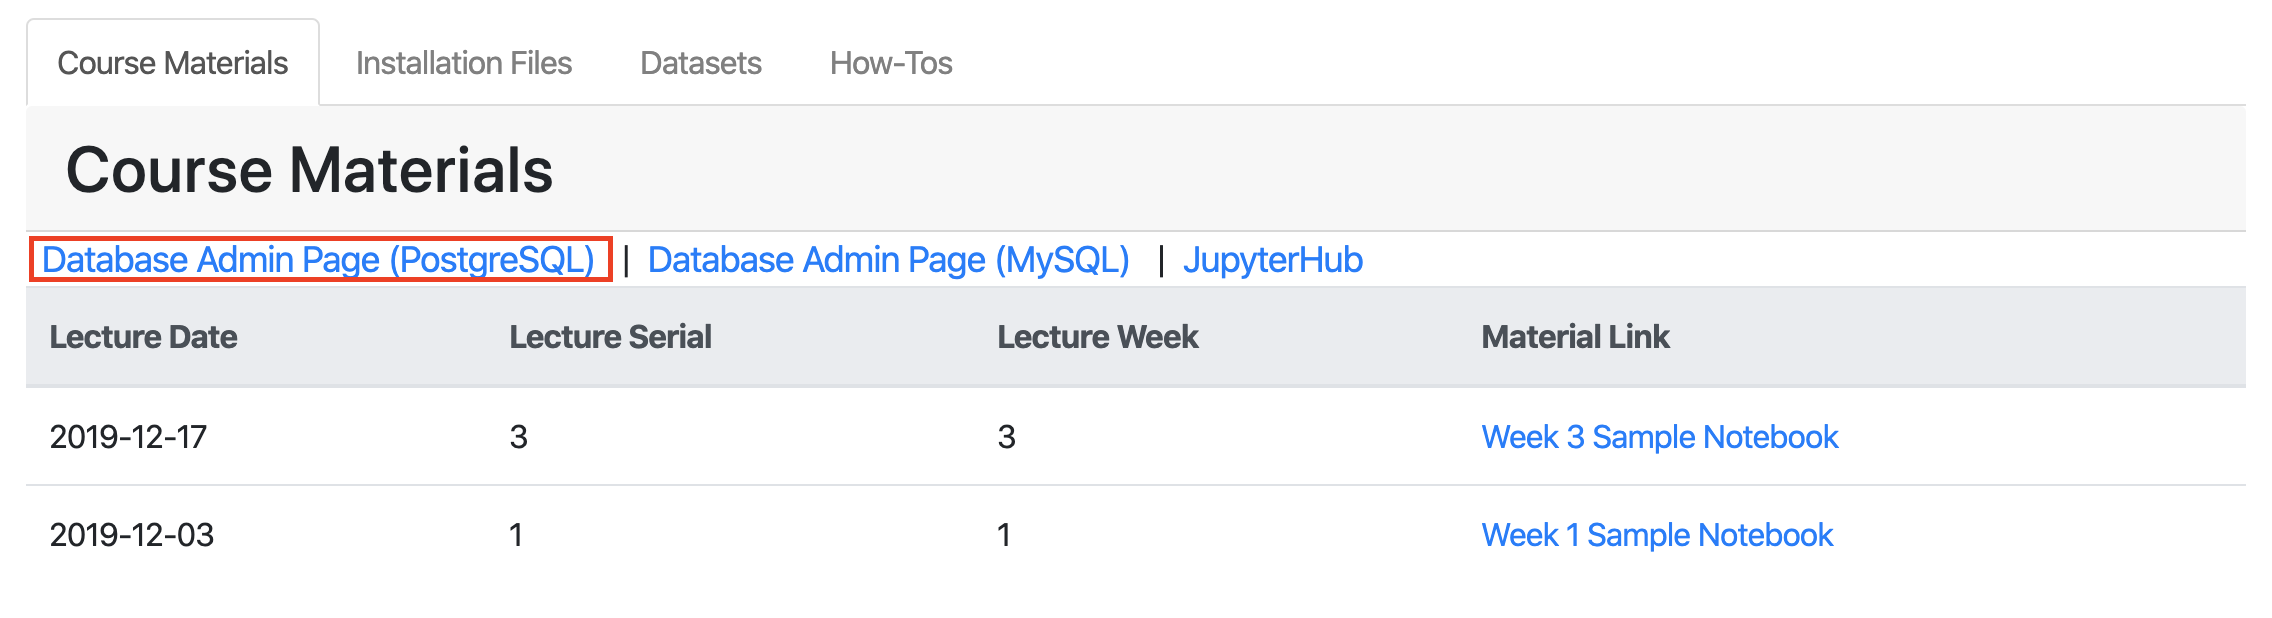 Course Materials Installation Files Datasets How-Tos
Course Materials
Database Admin Page (PostgreSQL) | Database Admin Page (MySQL) | JupyterHub
Lecture Date Lecture Serial Lecture Week Material Link
2019-12-17 3 3 Week 3 Sample Notebook
2019-12-03 1 1 Week 1 Sample Notebook